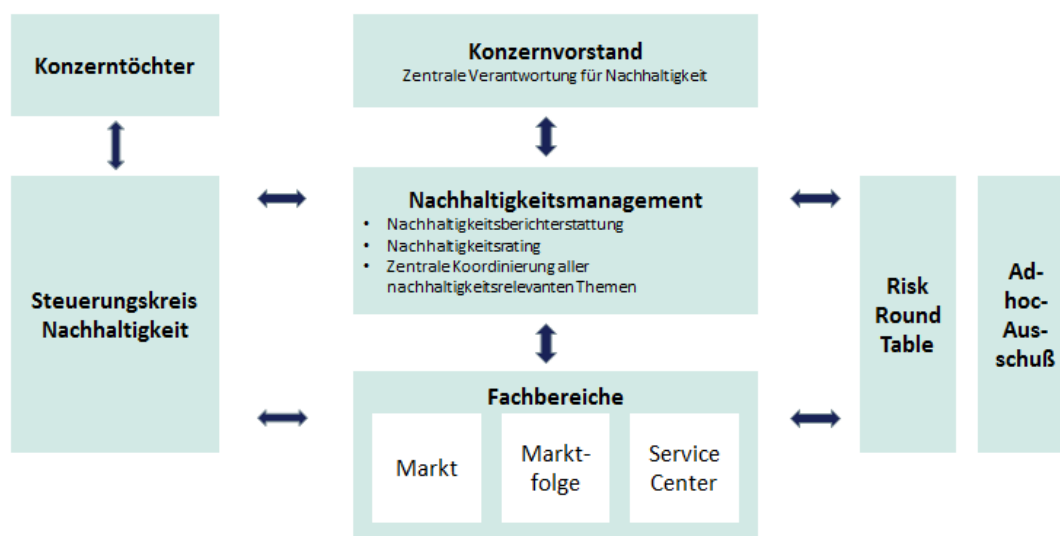 Konzerntöchter
Konzernvorstand
Zentrale Verantwortung für Nachhaltigkeit
Steuerungskreis
Nachhaltigkeit
Nachhaltigkeitsmanagement
• Nachhaltigkeitsberichterstattung
• Nachhaltigkeitsrating
• Zentrale Koordinierung aller
nachhaltigkeitsrelevanten Themen
Fachbereiche
Markt
Markt-
folge
Service
Center
Risk
Round
Table
Ad-
hoc-
Aus-
schuß